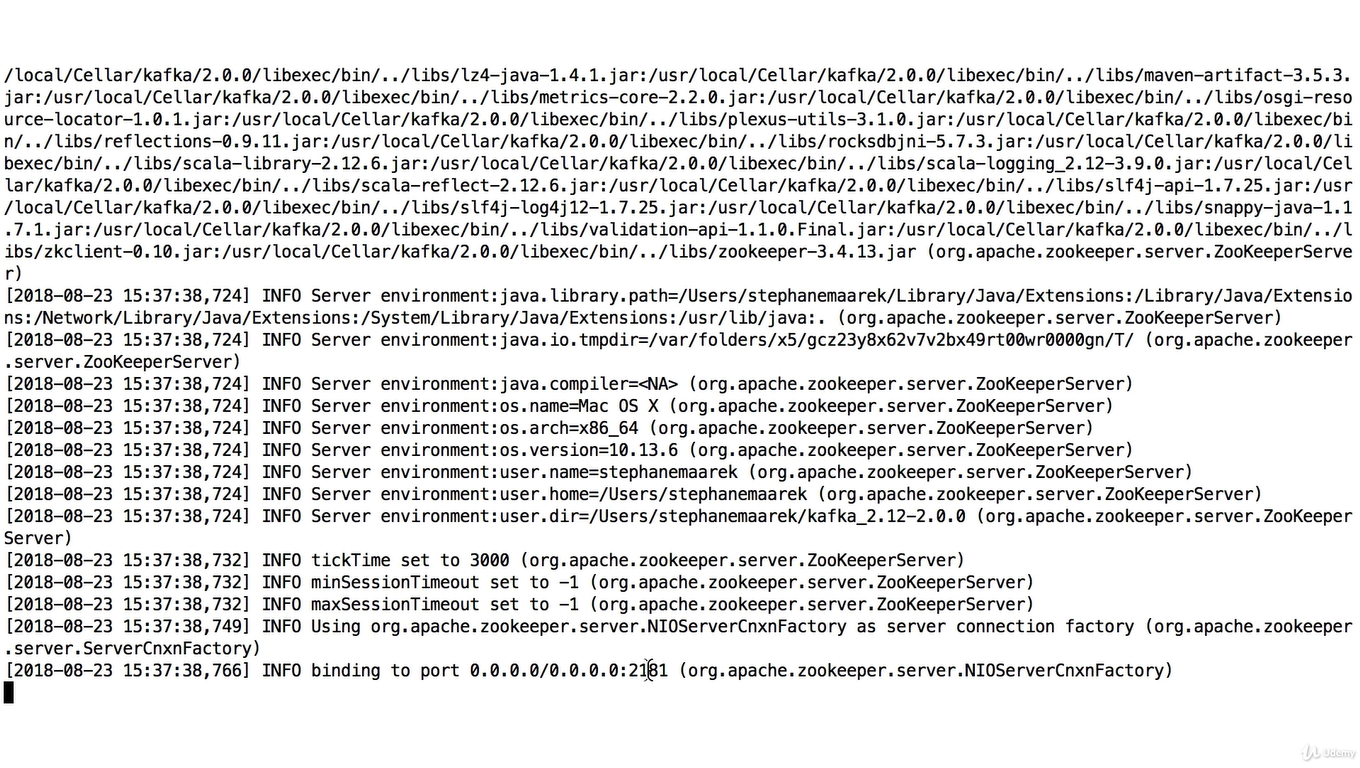 /local/Cellar/kafka/2.0.0/libexec/bin/../libs/lz4-java-1.4.1.jar:/usr/local/Cellar/kafka/2.0.0/libexec/bin/../libs/maven-artifact-3.5.3.
jar:/usr/local/Cellar/kafka/2.0.0/libexec/bin/../libs/metrics-core-2.2.0.jar:/usr/local/Cellar/kafka/2.0.0/libexec/bin/../libs/osgi-reso
urce-locator-1.0.1.jar:/usr/local/Cellar/kafka/2.0.0/libexec/bin/../libs/plexus-utils-3.1.0.jar:/usr/local/Cellar/kafka/2.0.0/libexec/bi
n/../libs/reflections-0.9.11.jar:/usr/local/Cellar/kafka/2.0.0/libexec/bin/../libs/rocksdbjni-5.7.3.jar:/usr/local/Cellar/kafka/2.0.0/li
bexec/bin/../libs/scala-library-2.12.6.jar:/usr/local/Cellar/kafka/2.0.0/libexec/bin/../libs/scala-logging_2.12-3.9.0.jar:/usr/local/Cel
lar/kafka/2.0.0/libexec/bin/../libs/scala-reflect-2.12.6.jar:/usr/local/Cellar/kafka/2.0.0/libexec/bin/../libs/slf4j-api-1.7.25.jar:/usr
/local/Cellar/kafka/2.0.0/libexec/bin/../libs/slf4j-log4j12-1.7.25.jar:/usr/local/Cellar/kafka/2.0.0/libexec/bin/../libs/snappy-java-1.1
.7.1.jar:/usr/local/Cellar/kafka/2.0.0/libexec/bin/../libs/validation-api-1.1.0.Final.jar:/usr/local/Cellar/kafka/2.0.0/libexec/bin/../l
ibs/zkclient-0.10.jar:/usr/local/Cellar/kafka/2.0.0/libexec/bin/../libs/zookeeper-3.4.13.jar (org.apache.zookeeper.server.ZooKeeperServe
r)
[2018-08-23 15:37:38,724] INFO Server environment:java.library.path=/Users/stephanemaarek/Library/Java/Extensions:/Library/Java/Extensio
ns:/Network/Library/Java/Extensions:/System/Library/Java/Extensions:/usr/lib/java:. (org.apache.zookeeper.server.ZooKeeperServer)
[2018-08-23 15:37:38,724] INFO Server environment:java.io.tmpdir=/var/folders/x5/gcz23y8x62v7v2bx49rt00wr0000gn/T/ (org.apache.zookeeper
.server.ZooKeeperServer)
[2018-08-23 15:37:38,724] INFO Server environment:java.compiler=<NA> (org.apache.zookeeper.server.ZooKeeperServer)
[2018-08-23 15:37:38,724] INFO Server environment:os.name=Mac OS X (org.apache.zookeeper.server.ZooKeeperServer)
[2018-08-23 15:37:38,724] INFO Server environment:os.arch=x86_64 (org.apache.zookeeper.server.ZooKeeperServer)
[2018-08-23 15:37:38,724] INFO Server environment:os.version=10.13.6 (org.apache.zookeeper.server.ZooKeeperServer)
[2018-08-23 15:37:38,724] INFO Server environment:user.name=stephanemaarek (org.apache.zookeeper.server.ZooKeeperServer)
[2018-08-23 15:37:38,724] INFO Server environment:user.home=/Users/stephanemaarek (org.apache.zookeeper.server.ZooKeeperServer)
[2018-08-23 15:37:38,724] INFO Server environment:user.dir=/Users/stephanemaarek/kafka_2.12-2.0.0 (org.apache.zookeeper.server.ZooKeeper
Server)
[2018-08-23 15:37:38,732] INFO tickTime set to 3000 (org.apache.zookeeper.server.ZooKeeperServer)
[2018-08-23 15:37:38,732] INFO minSessionTimeout set to -1 (org.apache.zookeeper.server.ZooKeeperServer)
[2018-08-23 15:37:38,732] INFO maxSessionTimeout set to -1 (org.apache.zookeeper.server.ZooKeeperServer)
[2018-08-23 15:37:38,749] INFO Using org.apache.zookeeper.server.NIOServerCnxnFactory as server connection factory (org.apache.zookeeper
.server.ServerCnxnFactory)
[2018-08-23 15:37:38,766] INFO binding to port 0.0.0.0/0.0.0.0:2181 (org.apache.zookeeper.server.NIOServerCnxnFactory)
Udemy